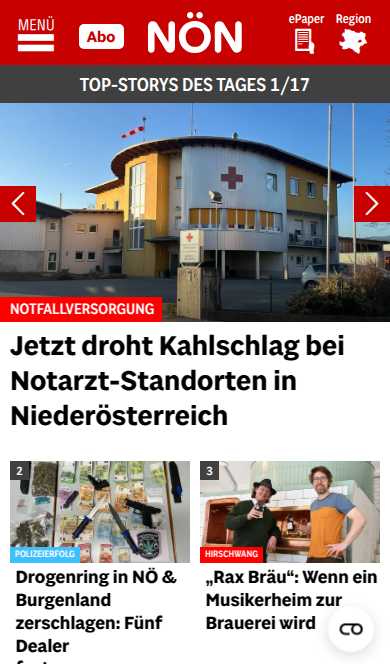 MENÜ
Abo
NÖN
ePaper
Region
TOP-STORYS DES TAGES 1/17
NOTFALLVERSORGUNG
Jetzt droht Kahlschlag bei
Notarzt-Standorten in
Niederösterreich
2
POLIZEIERFOLG
Drogenring in NÖ &
Burgenland
zerschlagen: Fünf
Dealer
3
HIRSCHWANG
„Rax Bräu“: Wenn ein
Musikerheim zur
Brauerei wird